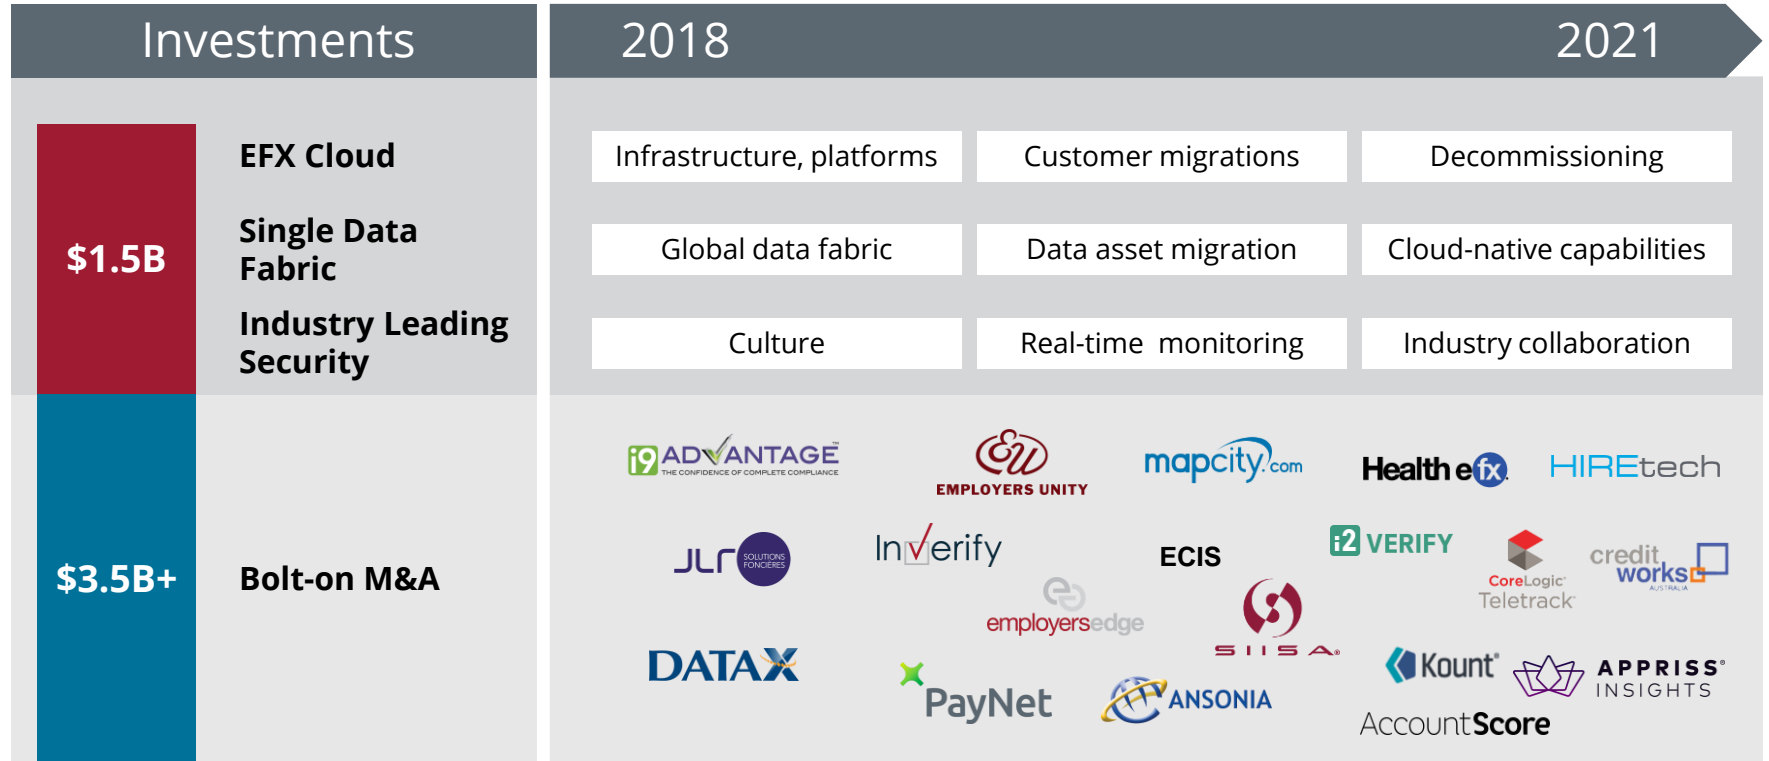 Investments
2018
2021
$1.5B
EFX Cloud
Infrastructure, platforms
Customer migrations
Decommissioning
Single Data
Fabric
Global data fabric
Data asset migration
Cloud-native capabilities
Industry Leading
Security
Culture
Real-time monitoring
Industry collaboration
$3.5B+
Bolt-on M&A
i9 ADVANTAGE™
THE CONFIDENCE OF COMPLETE COMPLIANCE
EU
EMPLOYERS UNITY
mapcity.com
Health efx
HIREtech
JLR SOLUTIONS
FONCIÈRES
InVerify
ECIS
i2 VERIFY
CoreLogic
Teletrack
credit
works
AUSTRALIA
employersedge
SIISA®
DATAX
PayNet
ANSONIA
Kount®
APPRISS®
INSIGHTS
AccountScore